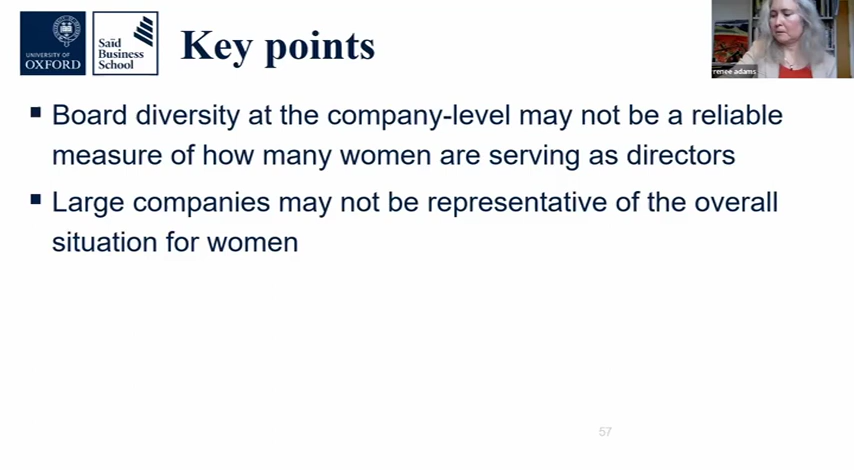 UNIVERSITY OF
OXFORD
Saïd
Business
School
Key points
renee adams
Board diversity at the company-level may not be a reliable
measure of how many women are serving as directors
Large companies may not be representative of the overall
situation for women
57